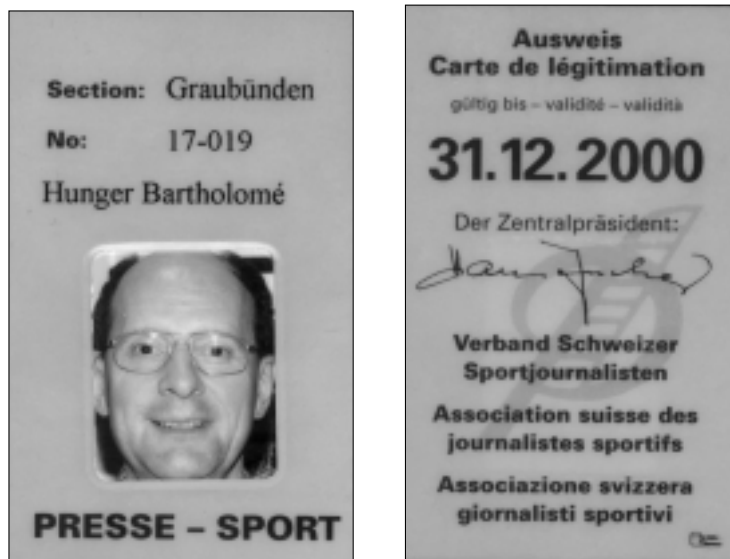 Section: Graubünden
No: 17-019
Hunger Bartholomé
PRESSE – SPORT
Ausweis
Carte de légitimation
gültig bis – validité – validità
31.12.2000
Der Zentralpräsident:
Verband Schweizer
Sportjournalisten
Association suisse des
journalistes sportifs
Associazione svizzera
giornalisti sportivi